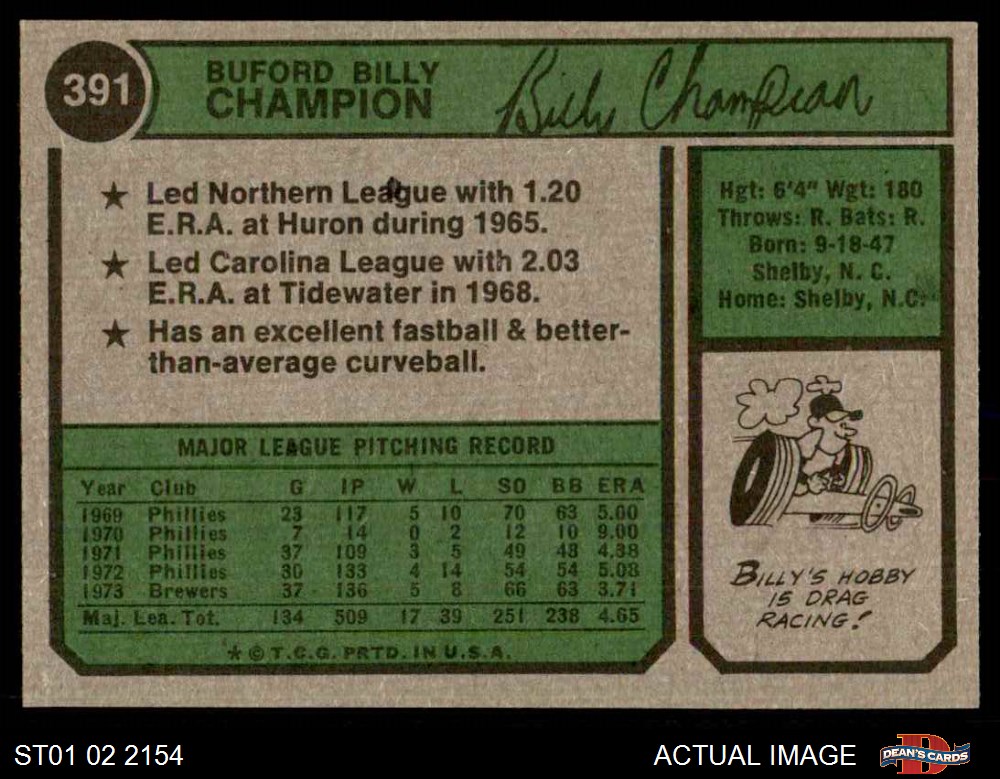 391
BUFORD BILLY
CHAMPION
Billy Champion
★ Led Northern League with 1.20
E.R.A. at Huron during 1965.
★ Led Carolina League with 2.03
E.R.A. at Tidewater in 1968.
★ Has an excellent fastball & better-
than-average curveball.
MAJOR LEAGUE PITCHING RECORD
Year Club G IP W L SO BB ERA
1969 Phillies 23 117 5 10 70 63 5.00
1970 Phillies 7 14 0 2 12 10 9.00
1971 Phillies 37 109 3 5 49 48 4.38
1972 Phillies 30 133 4 14 54 54 5.08
1973 Brewers 37 136 5 8 66 63 3.71
Maj. Lea. Tot. 134 509 17 39 251 238 4.65
* © T.C.G. PRTD. IN U.S.A.
Hgt: 6'4" Wgt: 180
Throws: R. Bats: R.
Born: 9-18-47
Shelby, N. C.
Home: Shelby, N.C.
BILLY'S HOBBY
IS DRAG
RACING!
ST01 02 2154
ACTUAL IMAGE
D
DEAN'S CARDS